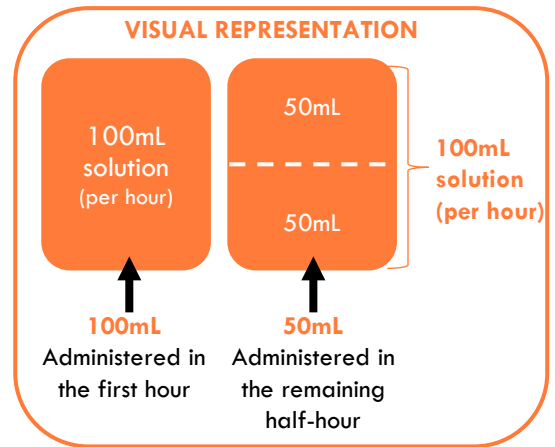 VISUAL REPRESENTATION
100mL
solution
(per hour)
50mL
50mL
100mL
solution
(per hour)
100mL
Administered in
the first hour
50mL
Administered in
the remaining
half-hour